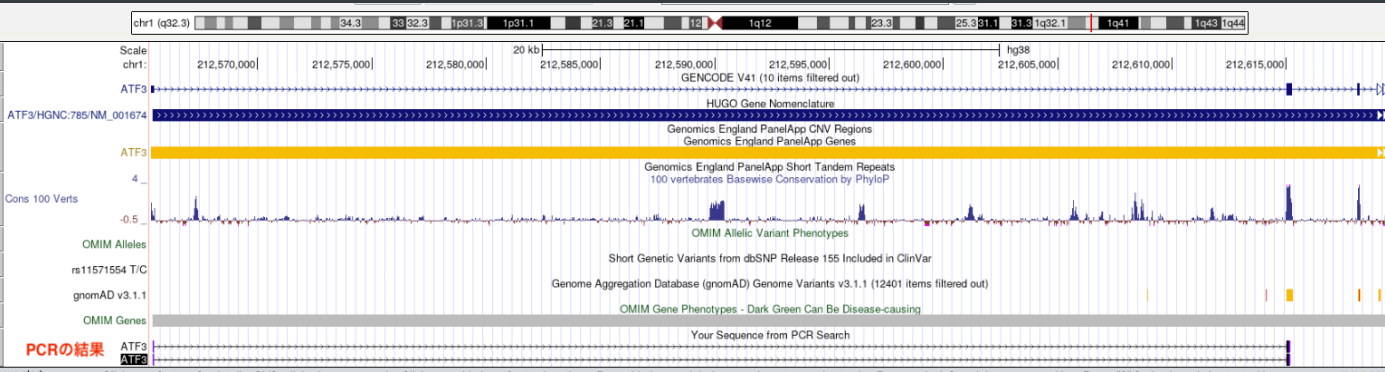 chr1 (q32.3) 34.3 33 32.3 1p31.3 1p31.1 21.3 21.1 12 1q12 23.3 25.3 31.1 31.3 1q32.1 1q41 1q43 1q44
Scale 20 kb hg38
chr1: 212,570,000 212,575,000 212,580,000 212,585,000 212,590,000 212,595,000 212,600,000 212,605,000 212,610,000 212,615,000
GENCODE V41 (10 items filtered out)
ATF3
HUGO Gene Nomenclature
ATF3/HGNC:785/NM_001674
Genomics England PanelApp CNV Regions
Genomics England PanelApp Genes
ATF3
Genomics England PanelApp Short Tandem Repeats
4 _ 100 vertebrates Basewise Conservation by PhyloP
Cons 100 Verts
-0.5 _
OMIM Allelic Variant Phenotypes
OMIM Alleles
Short Genetic Variants from dbSNP Release 155 Included in ClinVar
rs11571554 T/C
Genome Aggregation Database (gnomAD) Genome Variants v3.1.1 (12401 items filtered out)
gnomAD v3.1.1
OMIM Gene Phenotypes - Dark Green Can Be Disease-causing
OMIM Genes
Your Sequence from PCR Search
PCRの結果 ATF3
ATF3